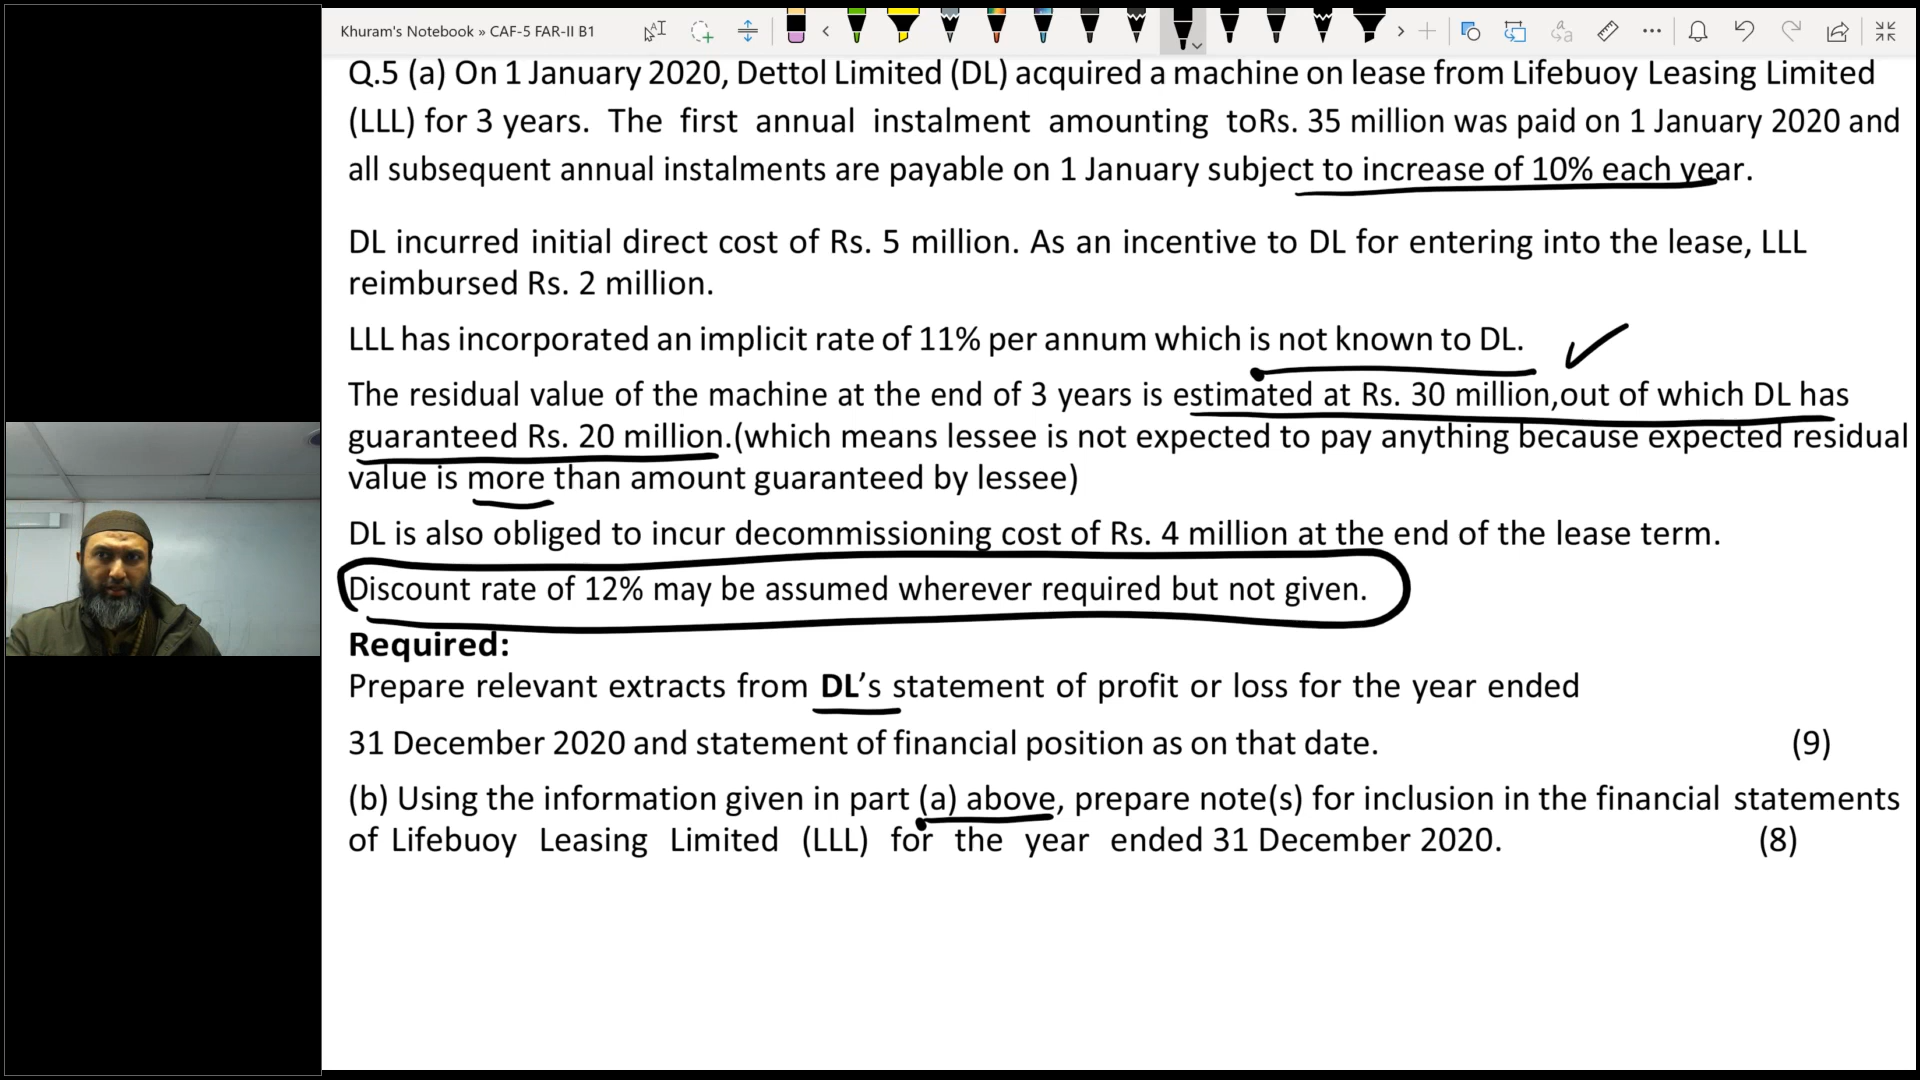 Khuram's Notebook » CAF-5 FAR-II B1
Q.5 (a) On 1 January 2020, Dettol Limited (DL) acquired a machine on lease from Lifebuoy Leasing Limited
(LLL) for 3 years. The first annual instalment amounting toRs. 35 million was paid on 1 January 2020 and
all subsequent annual instalments are payable on 1 January subject to increase of 10% each year.
DL incurred initial direct cost of Rs. 5 million. As an incentive to DL for entering into the lease, LLL
reimbursed Rs. 2 million.
LLL has incorporated an implicit rate of 11% per annum which is not known to DL.
The residual value of the machine at the end of 3 years is estimated at Rs. 30 million,out of which DL has
guaranteed Rs. 20 million.(which means lessee is not expected to pay anything because expected residual
value is more than amount guaranteed by lessee)
DL is also obliged to incur decommissioning cost of Rs. 4 million at the end of the lease term.
Discount rate of 12% may be assumed wherever required but not given.
Required:
Prepare relevant extracts from DL's statement of profit or loss for the year ended
31 December 2020 and statement of financial position as on that date. (9)
(b) Using the information given in part (a) above, prepare note(s) for inclusion in the financial statements
of Lifebuoy Leasing Limited (LLL) for the year ended 31 December 2020. (8)